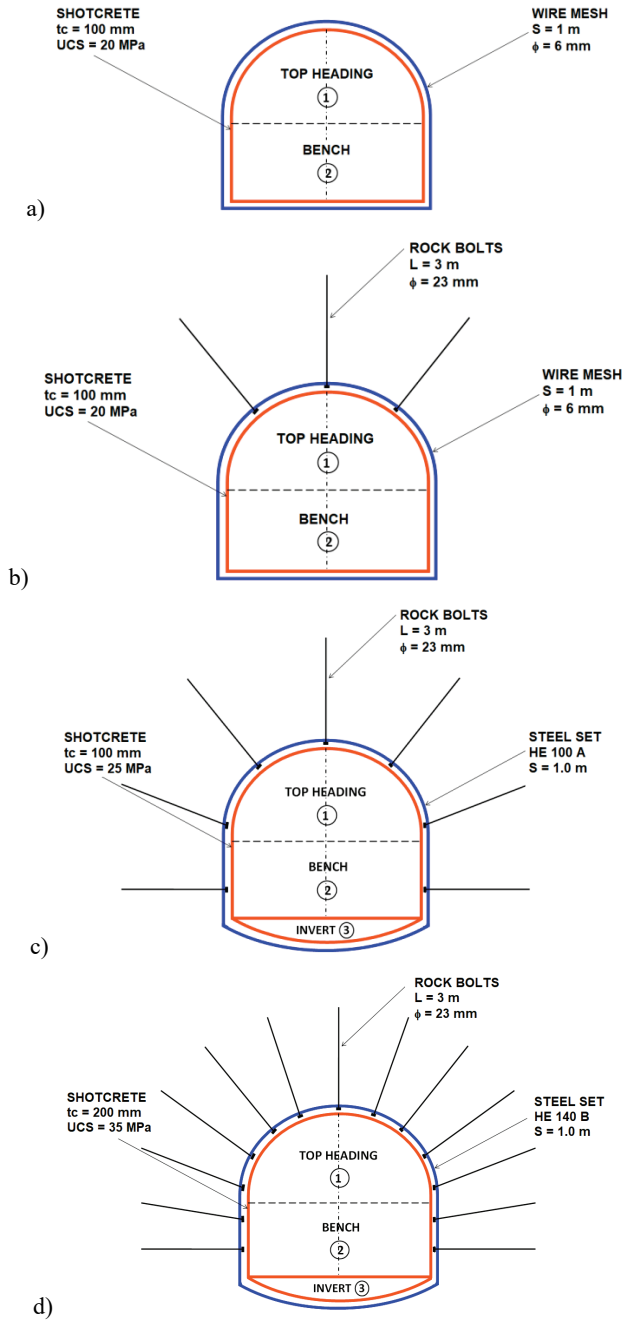 SHOTCRETE
tc = 100 mm
UCS = 20 MPa
WIRE MESH
S = 1 m
ϕ = 6 mm
TOP HEADING
1
BENCH
2
a)
ROCK BOLTS
L = 3 m
ϕ = 23 mm
SHOTCRETE
tc = 100 mm
UCS = 20 MPa
WIRE MESH
S = 1 m
ϕ = 6 mm
TOP HEADING
1
BENCH
2
b)
ROCK BOLTS
L = 3 m
ϕ = 23 mm
SHOTCRETE
tc = 100 mm
UCS = 25 MPa
STEEL SET
HE 100 A
S = 1.0 m
TOP HEADING
1
BENCH
2
INVERT 3
c)
ROCK BOLTS
L = 3 m
ϕ = 23 mm
SHOTCRETE
tc = 200 mm
UCS = 35 MPa
STEEL SET
HE 140 B
S = 1.0 m
TOP HEADING
1
BENCH
2
INVERT 3
d)